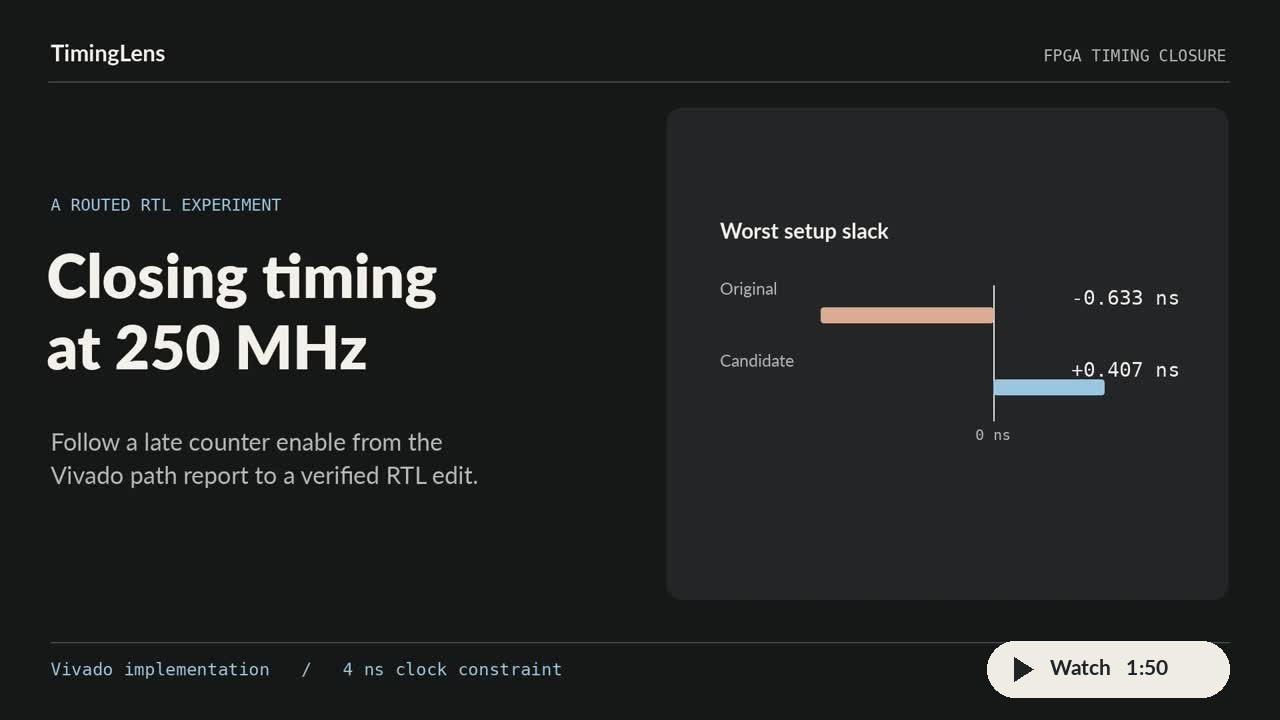 TimingLens
FPGA TIMING CLOSURE
A ROUTED RTL EXPERIMENT
Closing timing
at 250 MHz
Follow a late counter enable from the
Vivado path report to a verified RTL edit.
Worst setup slack
Original
-0.633 ns
Candidate
+0.407 ns
0 ns
Vivado implementation / 4 ns clock constraint
Watch 1:50